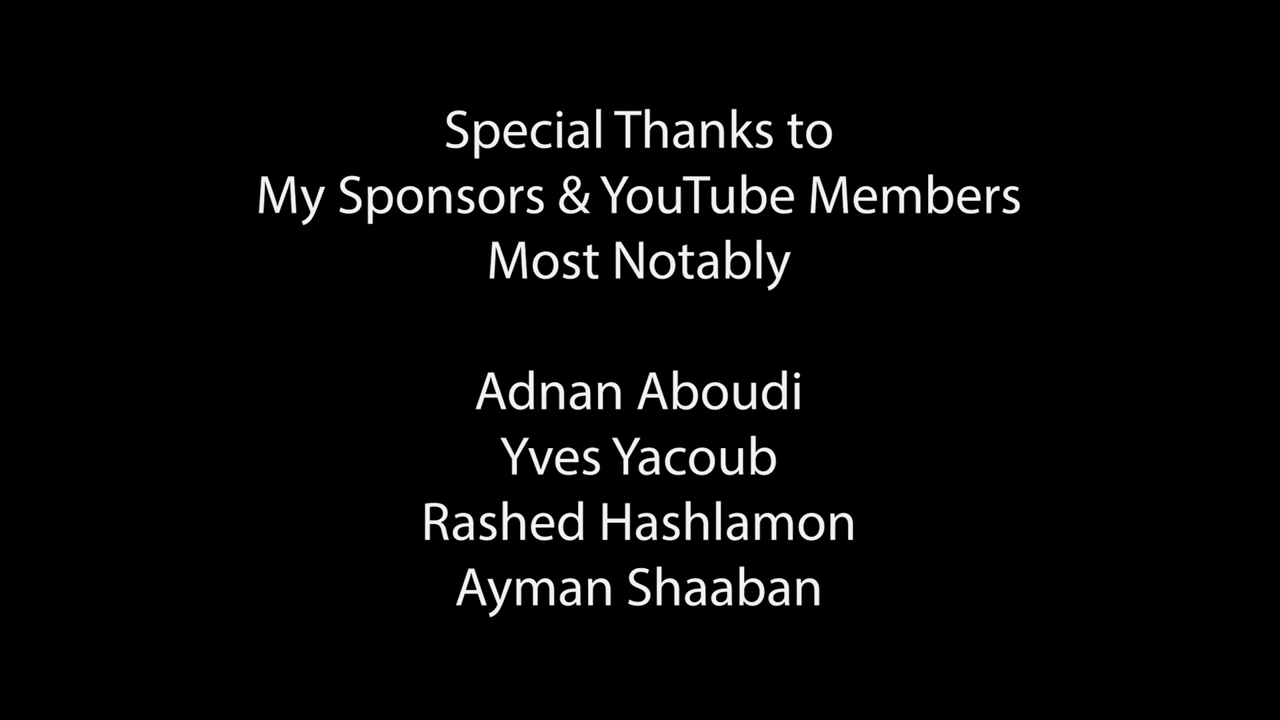 Special Thanks to
My Sponsors & YouTube Members
Most Notably
Adnan Aboudi
Yves Yacoub
Rashed Hashlamon
Ayman Shaaban